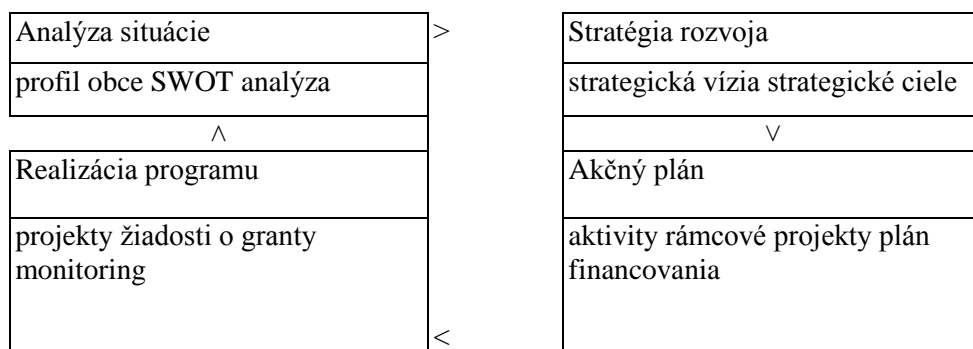 Analýza situácie > Stratégia rozvoja
profil obce SWOT analýza strategická vízia strategické ciele
^ v
Realizácia programu Akčný plán
projekty žiadosti o granty aktivity rámcové projekty plán
monitoring financovania
<